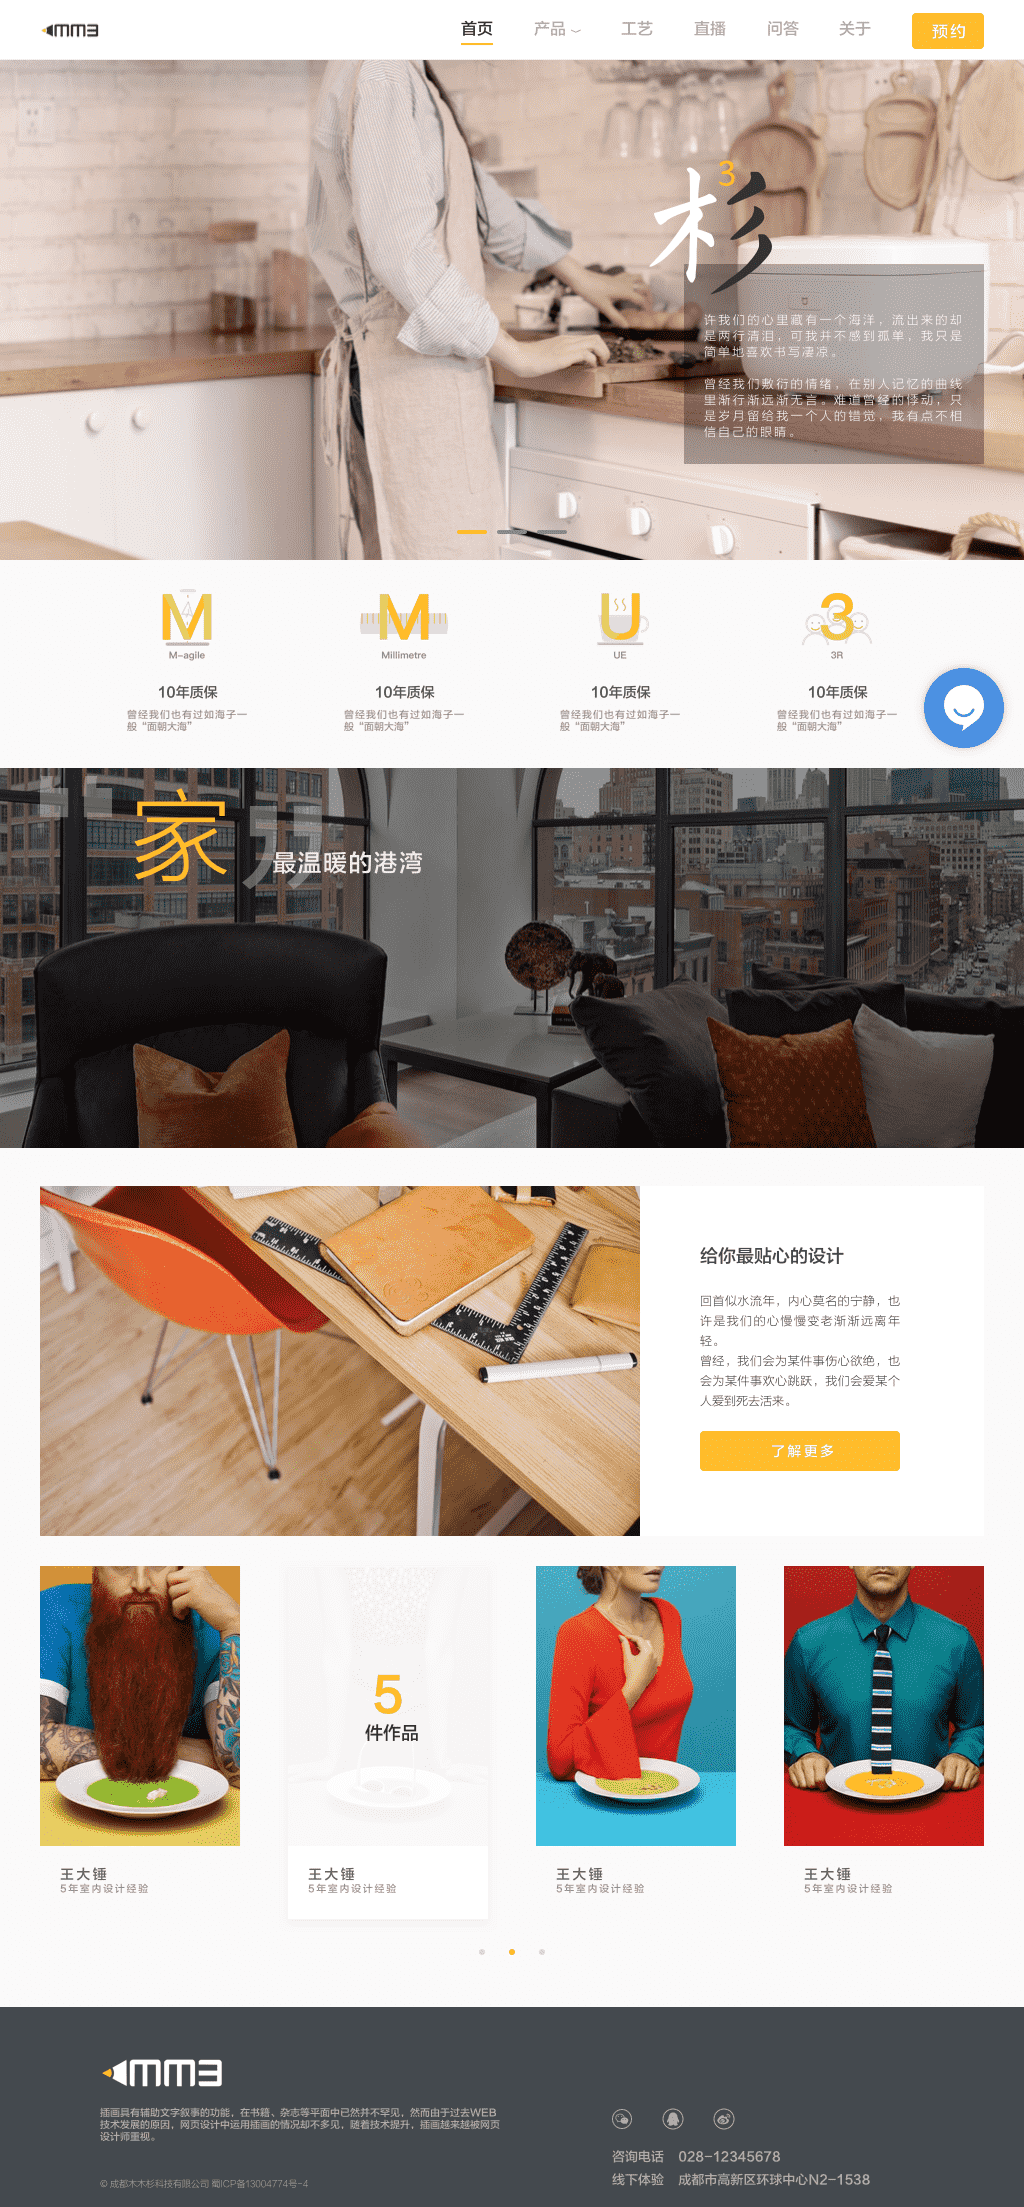 mm3
首页 产品 工艺 直播 问答 关于 预约
杉3
许我们的心里藏有一个海洋，流出来的却
是两行清泪，可我并不感到孤单，我只是
简单地喜欢书写凄凉。
曾经我们敷衍的情绪，在别人记忆的曲线
里渐行渐远渐无言。难道曾经的悸动，只
是岁月留给我一个人的错觉，我有点不相
信自己的眼睛。
M
M-agile
10年质保
曾经我们也有过如海子一
般“面朝大海”
M
Millimetre
10年质保
曾经我们也有过如海子一
般“面朝大海”
U
UE
10年质保
曾经我们也有过如海子一
般“面朝大海”
3
3R
10年质保
曾经我们也有过如海子一
般“面朝大海”
“家”
最温暖的港湾
给你最贴心的设计
回首似水流年，内心莫名的宁静，也
许是我们的心慢慢变老渐渐远离年
轻。
曾经，我们会为某件事伤心欲绝，也
会为某件事欢心跳跃，我们会爱某个
人爱到死去活来。
了解更多
王大锤
5年室内设计经验
5
件作品
王大锤
5年室内设计经验
王大锤
5年室内设计经验
王大锤
5年室内设计经验
mm3
插画具有辅助文字叙事的功能，在书籍、杂志等平面中已然并不罕见，然而由于过去WEB
技术发展的原因，网页设计中运用插画的情况却不多见，随着技术提升，插画越来越被网页
设计师重视。
© 成都木木杉科技有限公司 蜀ICP备13004774号-4
咨询电话 028-12345678
线下体验 成都市高新区环球中心N2-1538